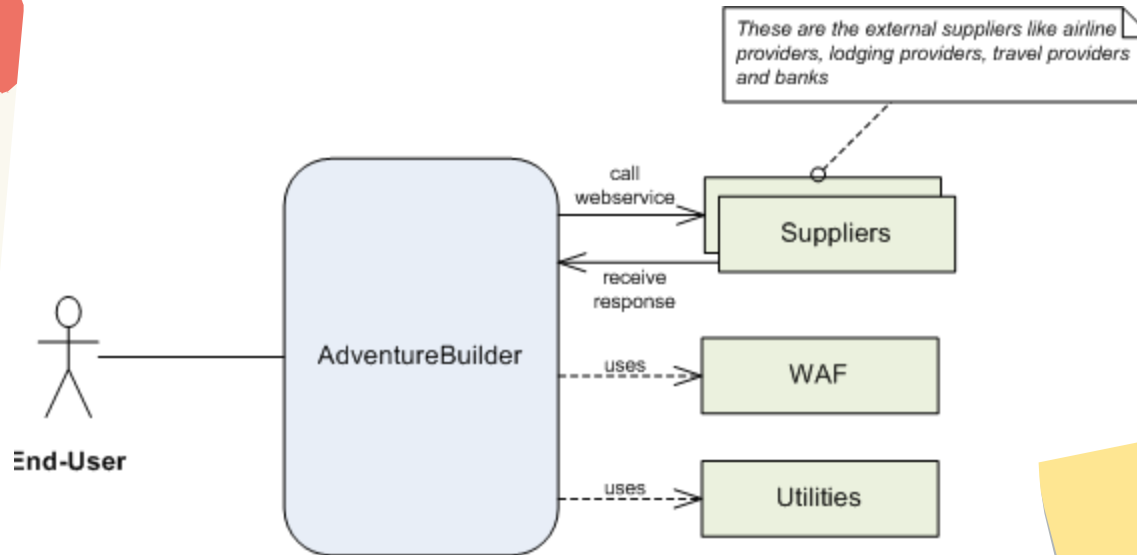 These are the external suppliers like airline
providers, lodging providers, travel providers
and banks
call
webservice
Suppliers
receive
response
AdventureBuilder
uses
WAF
End-User
uses
Utilities